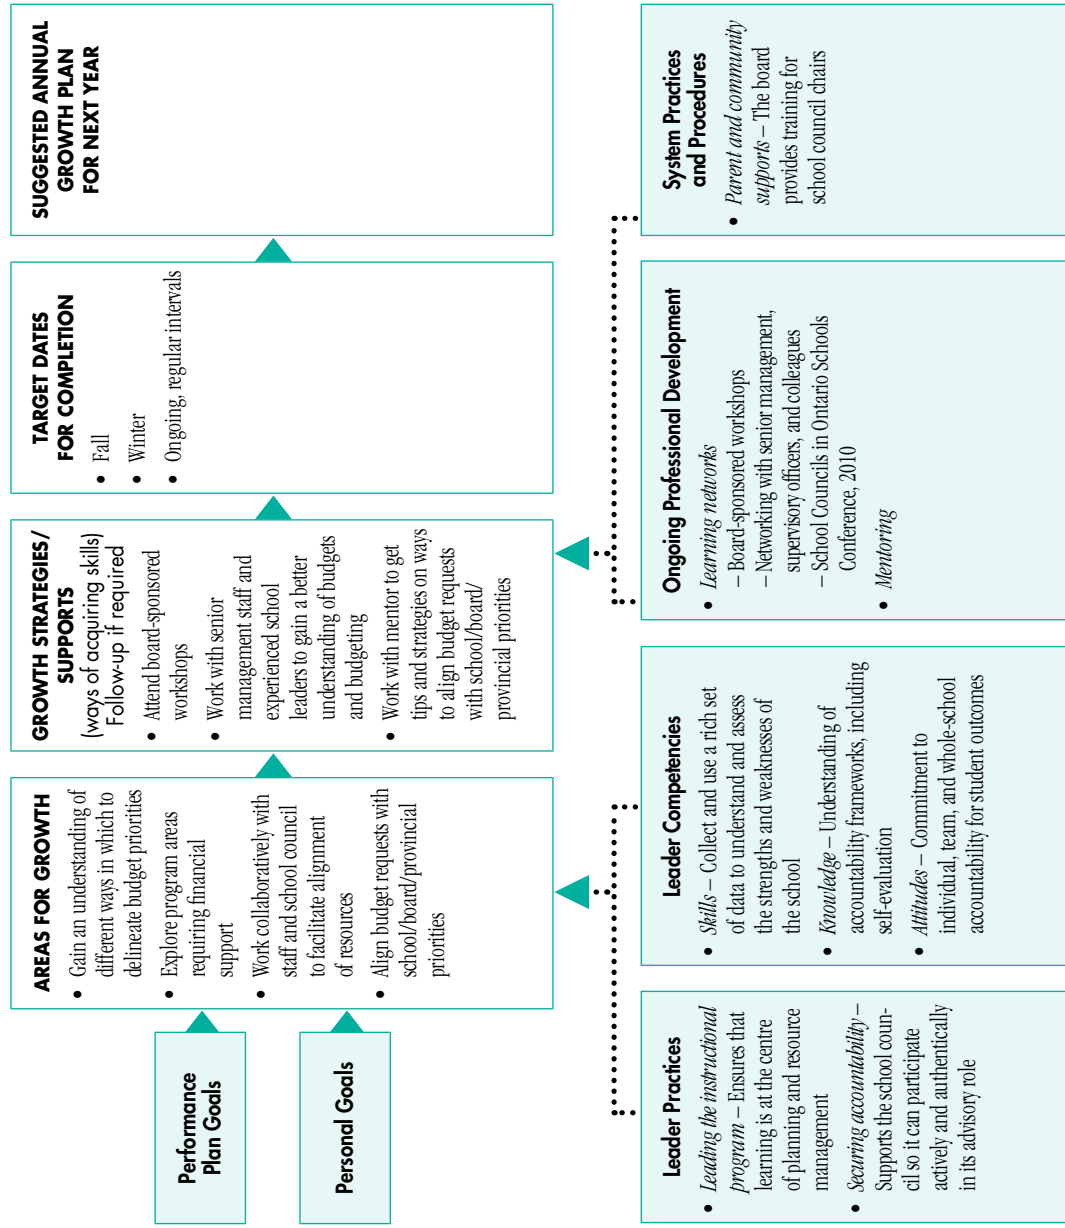 Performance
Plan Goals
Personal Goals
AREAS FOR GROWTH
• Gain an understanding of
different ways in which to
delineate budget priorities
• Explore program areas
requiring financial
support
• Work collaboratively with
staff and school council
to facilitate alignment
of resources
• Align budget requests with
school/board/provincial
priorities
GROWTH STRATEGIES/
SUPPORTS
(ways of acquiring skills)
Follow-up if required
• Attend board-sponsored
workshops
• Work with senior
management staff and
experienced school
leaders to gain a better
understanding of budgets
and budgeting
• Work with mentor to get
tips and strategies on ways
to align budget requests
with school/board/
provincial priorities
TARGET DATES
FOR COMPLETION
• Fall
• Winter
• Ongoing, regular intervals
SUGGESTED ANNUAL
GROWTH PLAN
FOR NEXT YEAR
Leader Practices
• Leading the instructional
program – Ensures that
learning is at the centre
of planning and resource
management
• Securing accountability –
Supports the school coun-
cil so it can participate
actively and authentically
in its advisory role
Leader Competencies
• Skills – Collect and use a rich set
of data to understand and assess
the strengths and weaknesses of
the school
• Knowledge – Understanding of
accountability frameworks, including
self-evaluation
• Attitudes – Commitment to
individual, team, and whole-school
accountability for student outcomes
Ongoing Professional Development
• Learning networks
– Board-sponsored workshops
– Networking with senior management,
supervisory officers, and colleagues
– School Councils in Ontario Schools
Conference, 2010
• Mentoring
System Practices
and Procedures
• Parent and community
supports – The board
provides training for
school council chairs